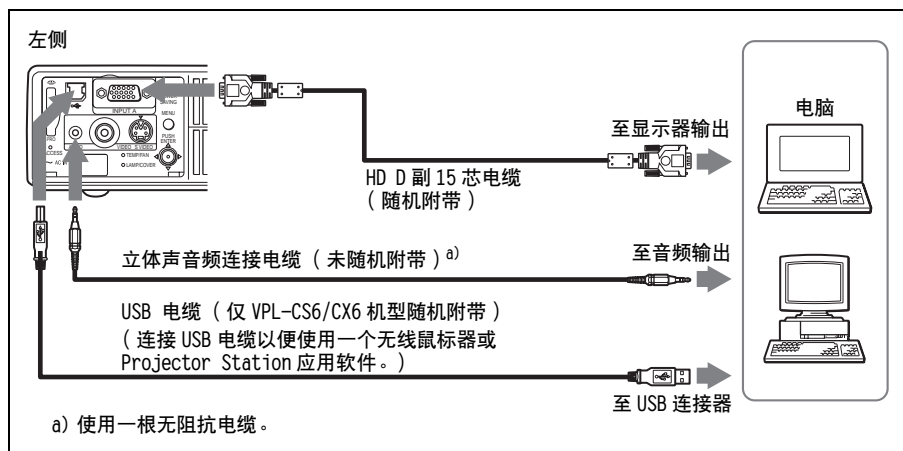 左侧
INPUT A
SAVING
MENU
PUSH
ENTER
VIDEO
S VIDEO
PRO
ACCESS
TEMP/FAN
LAMP/COVER
AC
电脑
至显示器输出
HD D 副 15 芯电缆
（随机附带）
立体声音频连接电缆（未随机附带）a)
至音频输出
USB 电缆（仅 VPL-CS6/CX6 机型随机附带）
（连接 USB 电缆以便使用一个无线鼠标器或
Projector Station 应用软件。）
至 USB 连接器
a) 使用一根无阻抗电缆。